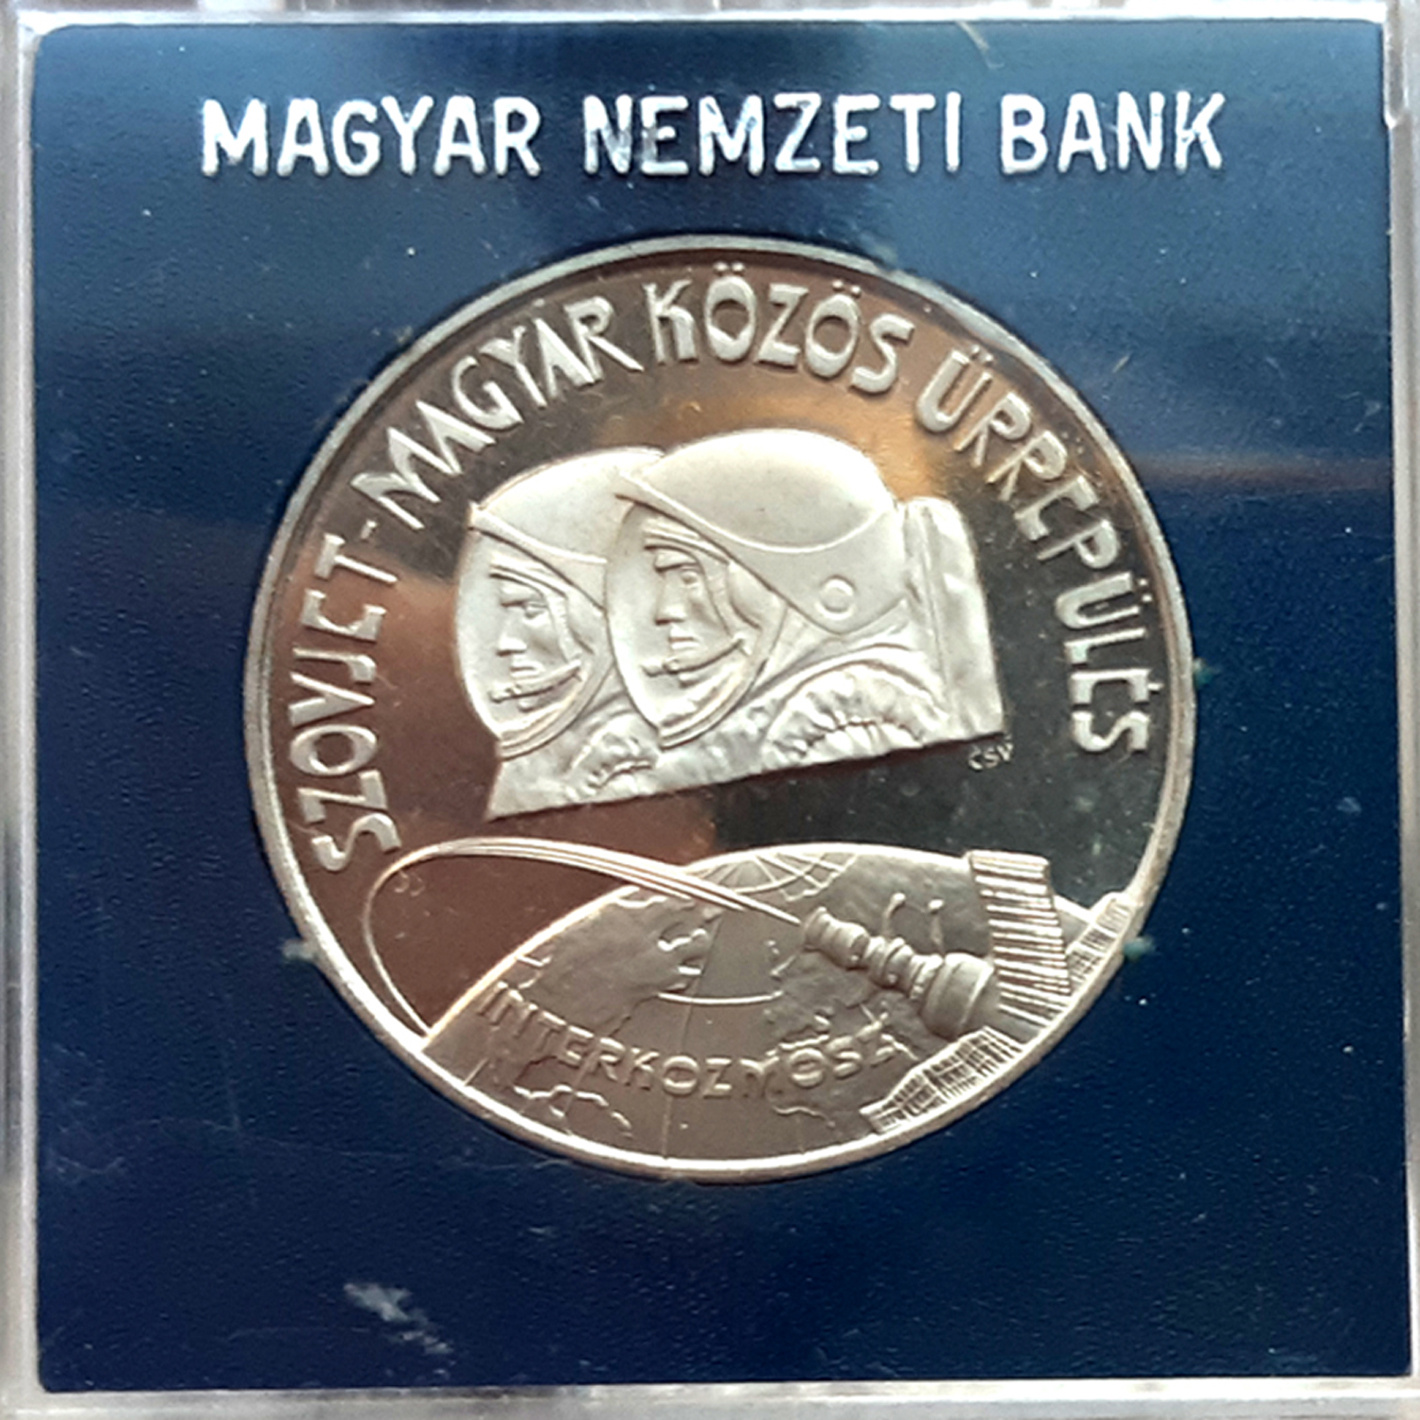 MAGYAR NEMZETI BANK
SZOVJET-MAGYAR KÖZÖS ŰRREPÜLÉS
CSV
INTERKOZMOSZ